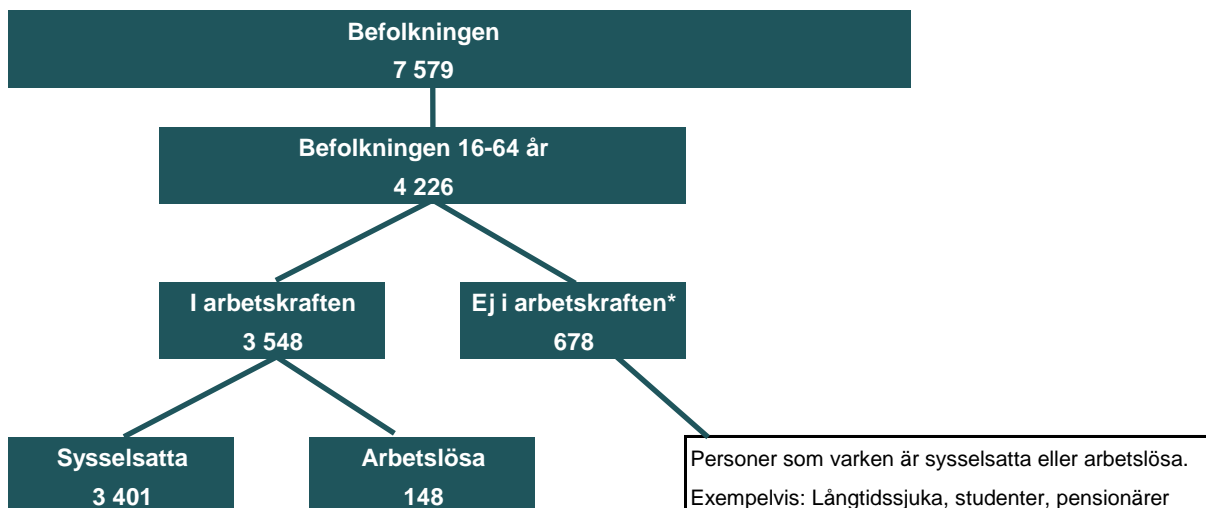 Befolkningen
7 579
Befolkningen 16-64 år
4 226
I arbetskraften
3 548
Ej i arbetskraften*
678
Sysselsatta
3 401
Arbetslösa
148
Personer som varken är sysselsatta eller arbetslösa.
Exempelvis: Långtidssjuka, studenter, pensionärer